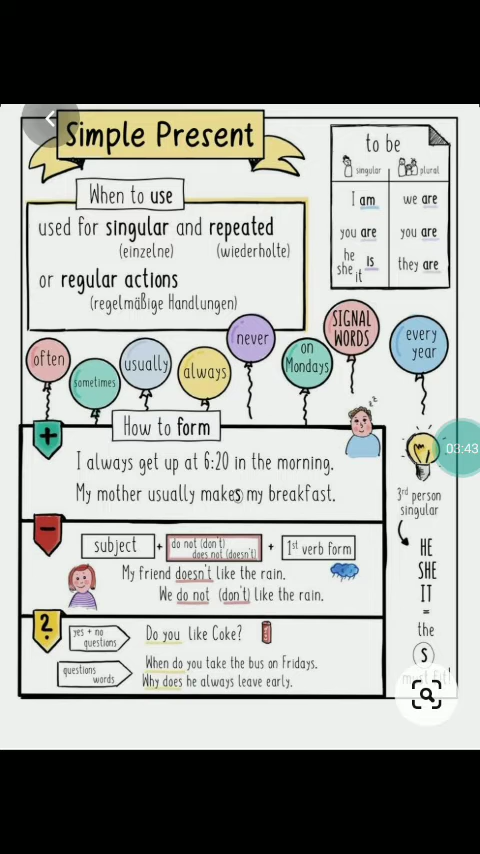 Simple Present
to be
singular plural
I am we are
you are you are
he she it is they are
When to use
used for singular and repeated
(einzelne) (wiederholte)
or regular actions
(regelmäßige Handlungen)
often
sometimes
usually
always
never
on Mondays
SIGNAL WORDS
every year
+
How to form
zz
I always get up at 6:20 in the morning.
My mother usually makes my breakfast.
-
subject + do not (don't) does not (doesn't) + 1st verb form
My friend doesn't like the rain.
We do not (don't) like the rain.
?
yes + no questions
Do you like Coke?
questions words
When do you take the bus on Fridays.
Why does he always leave early.
03:43
3rd person
singular
HE
SHE
IT
=
the
S